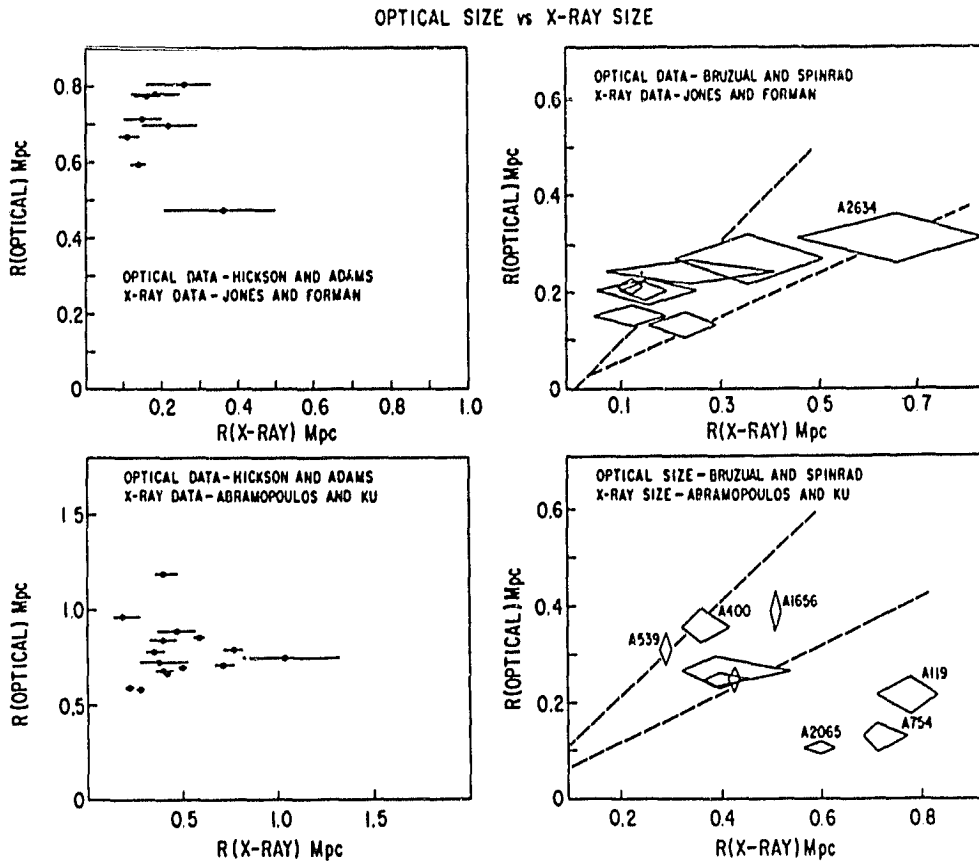 OPTICAL SIZE vs X-RAY SIZE
0.8
0.6
0.4
0.2
0
0.2
0.4
0.6
0.8
1.0
R(OPTICAL) Mpc
R(X-RAY) Mpc
OPTICAL DATA-HICKSON AND ADAMS
X-RAY DATA-JONES AND FORMAN
0.6
0.4
0.2
0
0.1
0.3
0.5
0.7
R(OPTICAL) Mpc
R(X-RAY) Mpc
OPTICAL DATA-BRUZUAL AND SPINRAD
X-RAY DATA-JONES AND FORMAN
A2634
1.5
1.0
0.5
0
0.5
1.0
1.5
R(OPTICAL) Mpc
R(X-RAY) Mpc
OPTICAL DATA-HICKSON AND ADAMS
X-RAY DATA-ABRAMOPOULOS AND KU
0.6
0.4
0.2
0
0.2
0.4
0.6
0.8
R(OPTICAL) Mpc
R(X-RAY) Mpc
OPTICAL SIZE-BRUZUAL AND SPINRAD
X-RAY SIZE-ABRAMOPOULOS AND KU
A539
A400
A1656
A119
A2065
A754